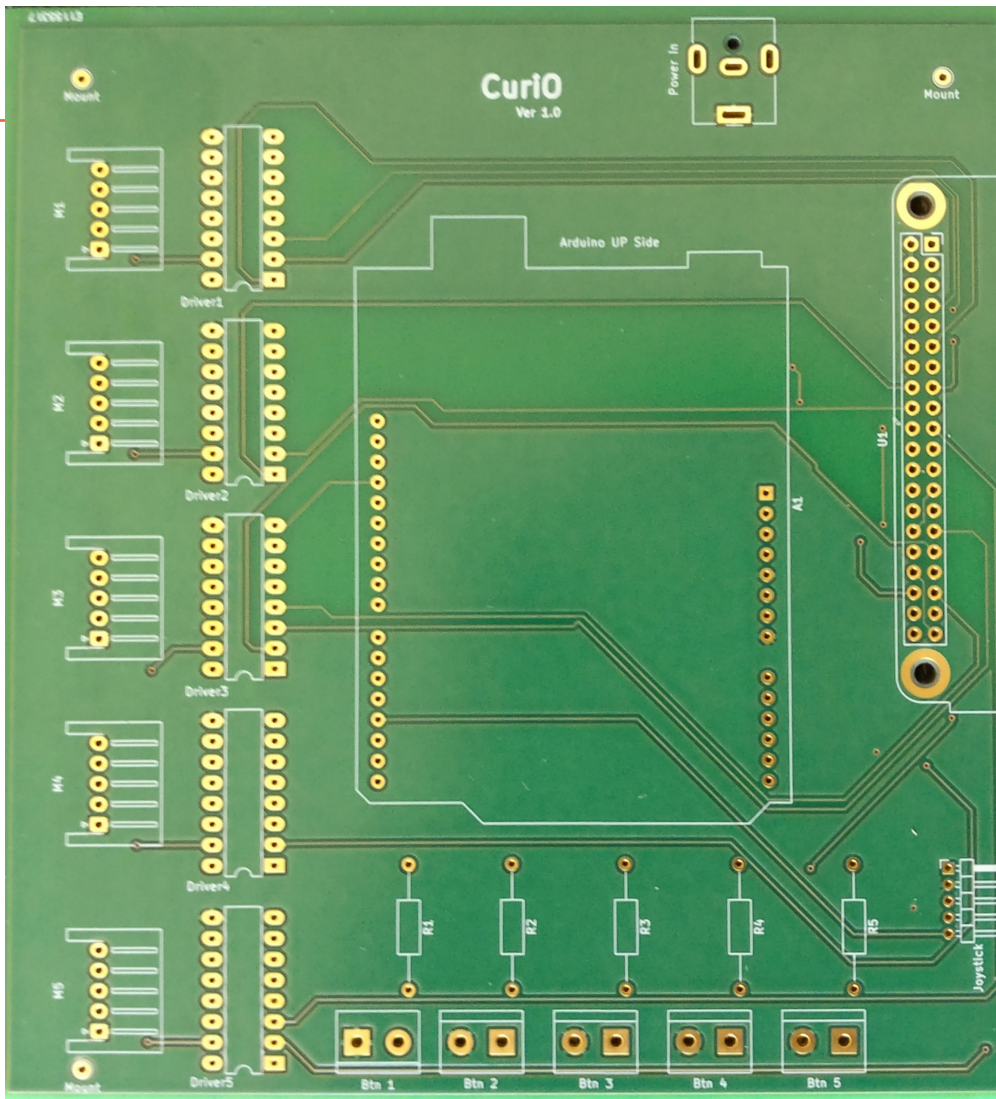 E1153317
Power In
Mount
CuriO
Ver 1.0
Mount
M1
Arduino UP Side
Driver1
M2
U1
Driver2
A1
M3
Driver3
M4
Driver4
R1
R2
R3
R4
R5
Joystick
M5
Driver5
Btn 1
Btn 2
Btn 3
Btn 4
Btn 5
Mount